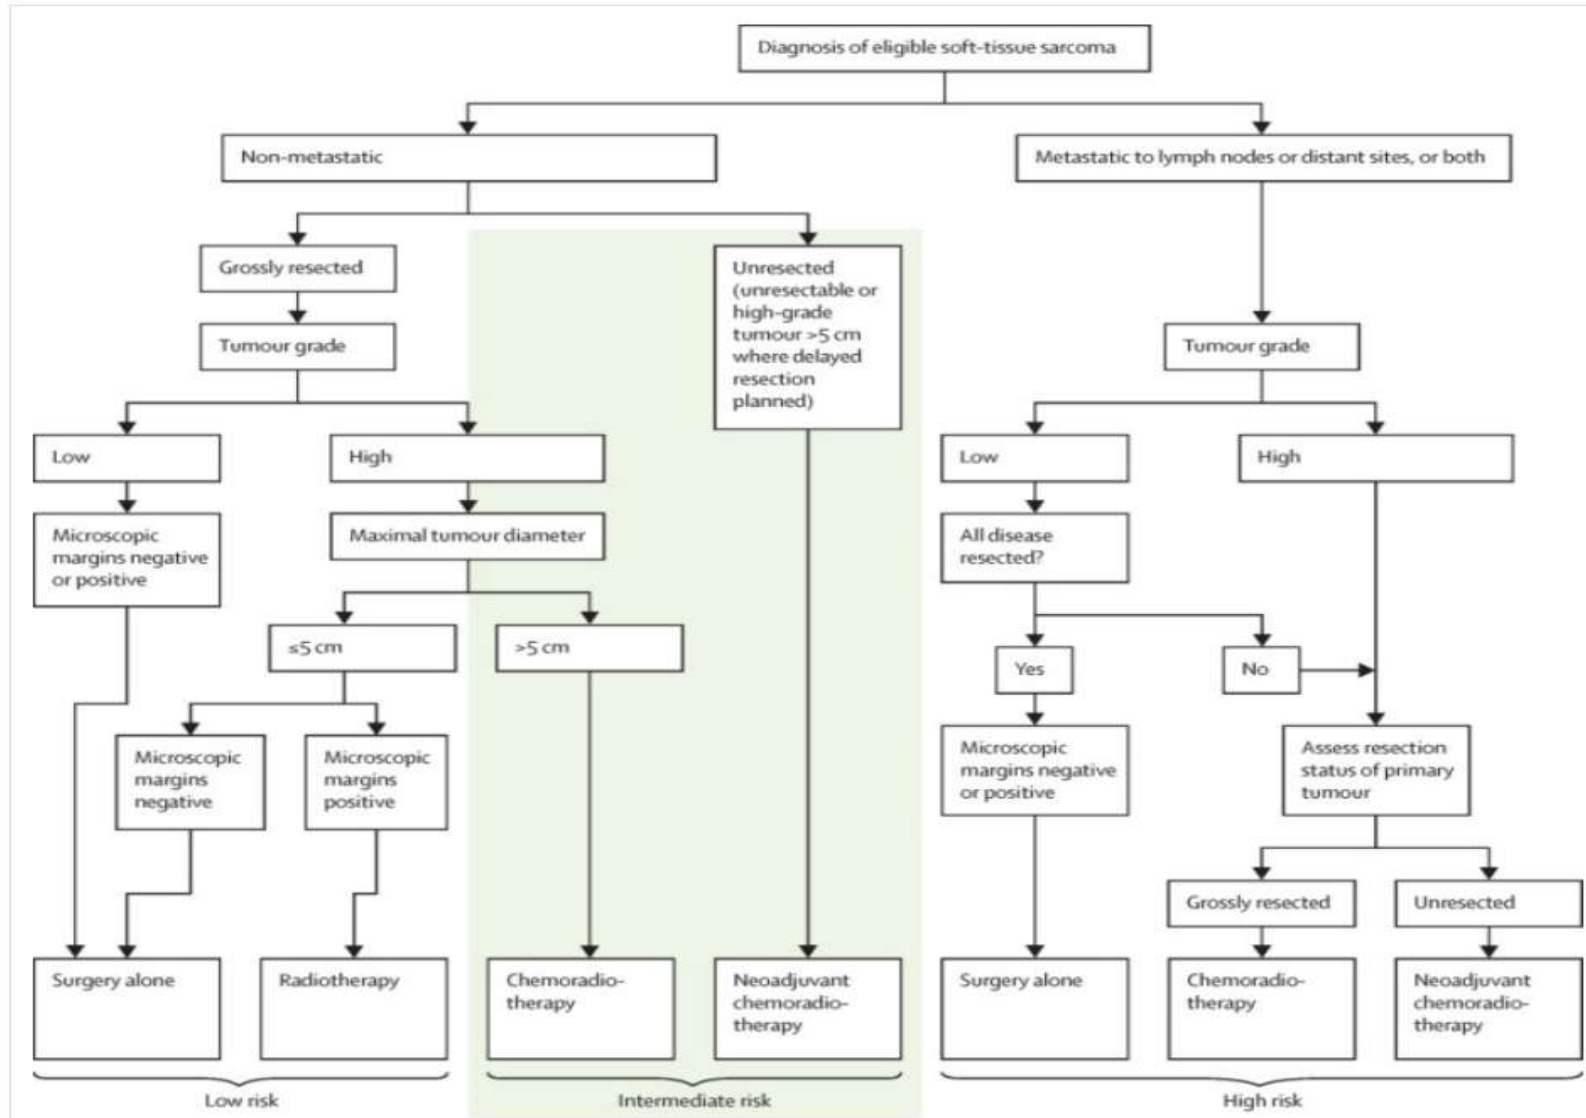 Diagnosis of eligible soft-tissue sarcoma
Non-metastatic
Metastatic to lymph nodes or distant sites, or both
Grossly resected
Unresected
(unresectable or
high-grade
tumour >5 cm
where delayed
resection
planned)
Tumour grade
Tumour grade
Low
High
Low
High
Microscopic
margins negative
or positive
Maximal tumour diameter
All disease
resected?
≤5 cm
>5 cm
Yes
No
Microscopic
margins
negative
Microscopic
margins
positive
Microscopic
margins negative
or positive
Assess resection
status of primary
tumour
Grossly resected
Unresected
Surgery alone
Radiotherapy
Chemoradio-
therapy
Neoadjuvant
chemoradio-
therapy
Surgery alone
Chemoradio-
therapy
Neoadjuvant
chemoradio-
therapy
Low risk
Intermediate risk
High risk